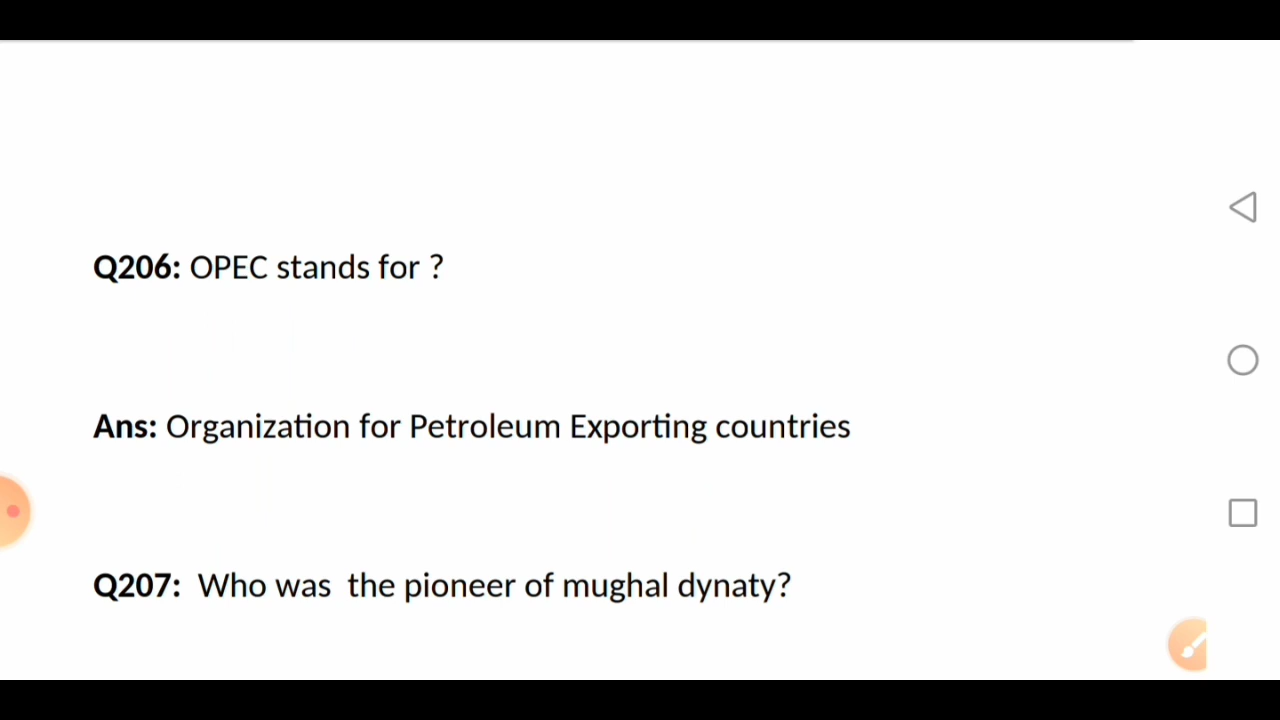 Q206: OPEC stands for ?
Ans: Organization for Petroleum Exporting countries
Q207:  Who was  the pioneer of mughal dynaty?